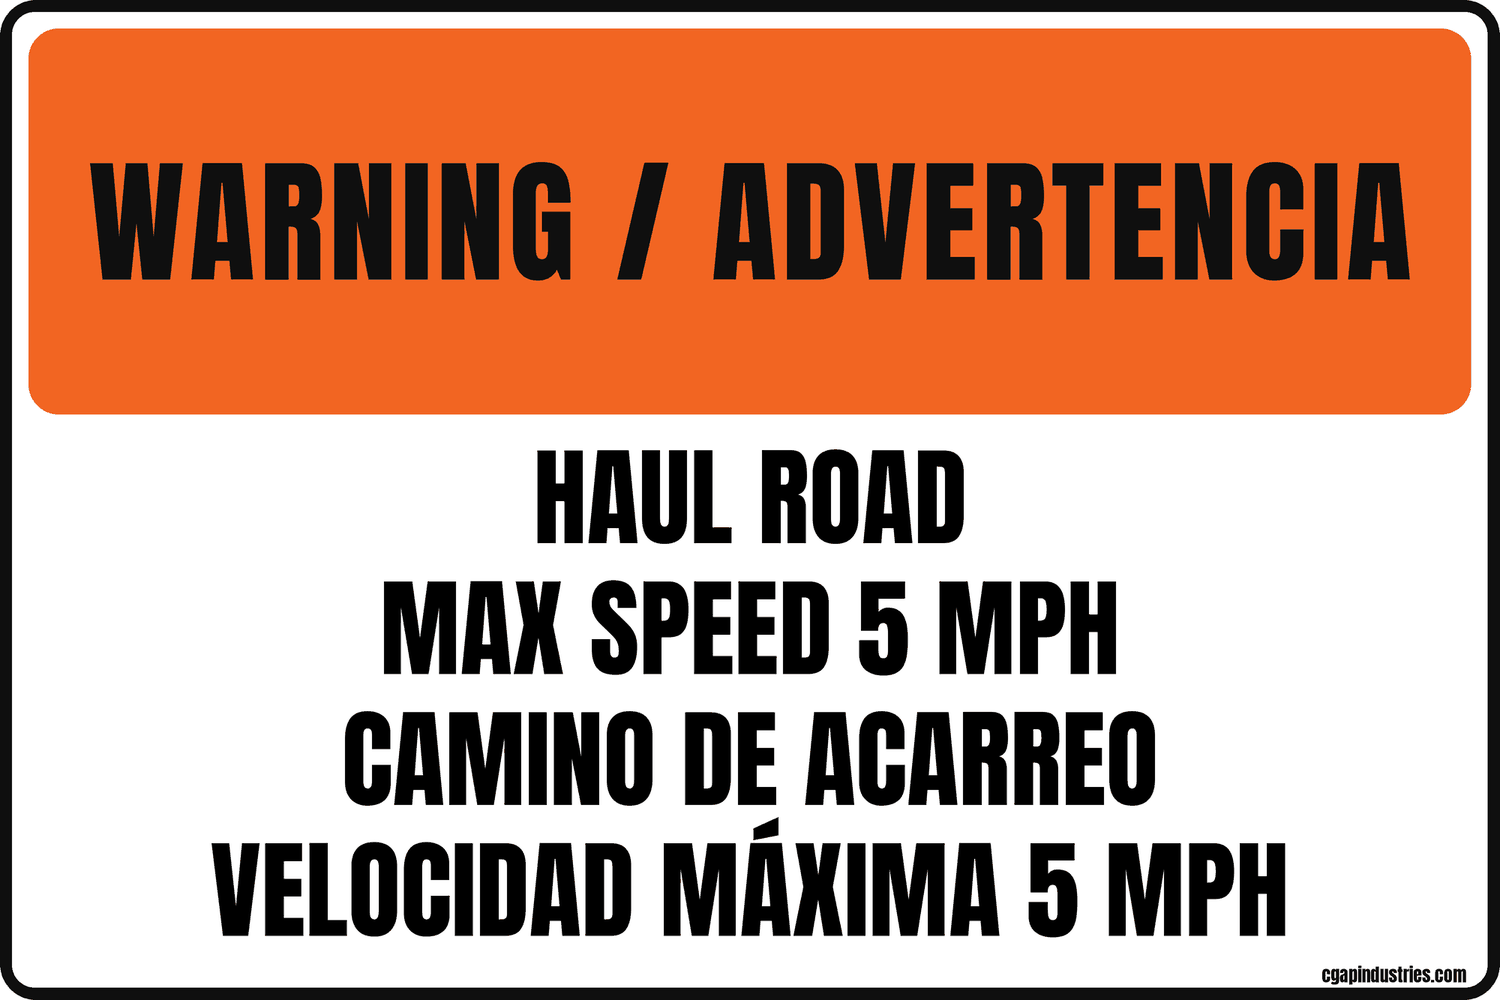 WARNING / ADVERTENCIA
HAUL ROAD
MAX SPEED 5 MPH
CAMINO DE ACARREO
VELOCIDAD MÁXIMA 5 MPH
cgapindustries.com